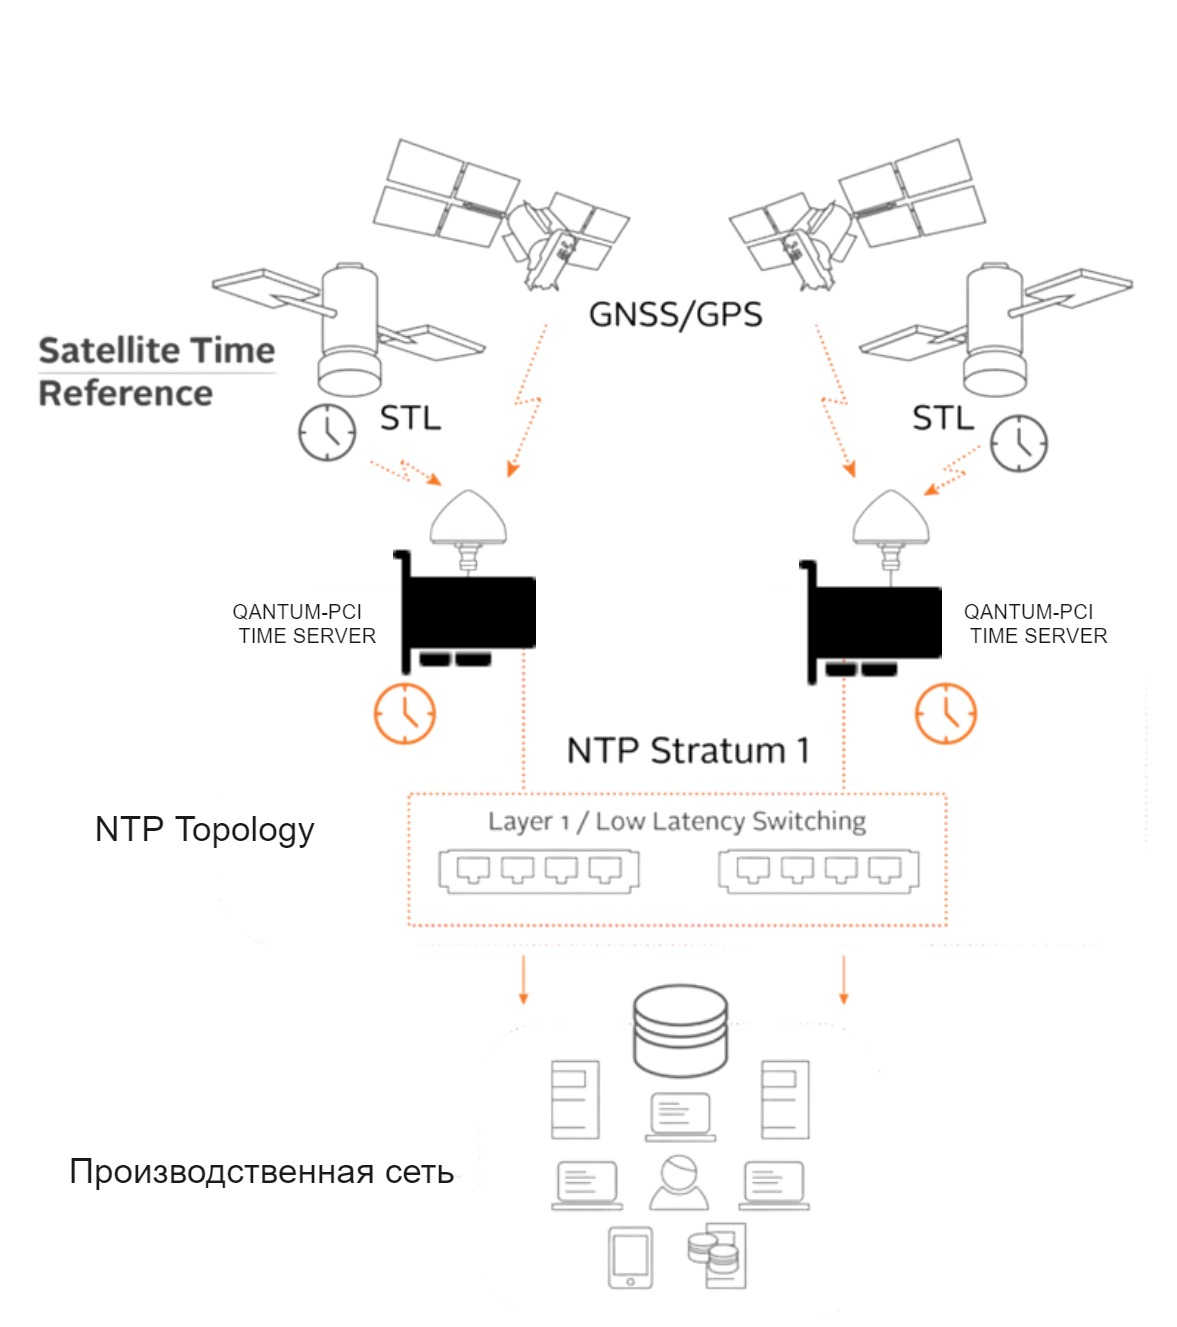 GNSS/GPS
Satellite Time
Reference
STL
STL
QANTUM-PCI
TIME SERVER
QANTUM-PCI
TIME SERVER
NTP Stratum 1
NTP Topology
Layer 1 / Low Latency Switching
Производственная сеть